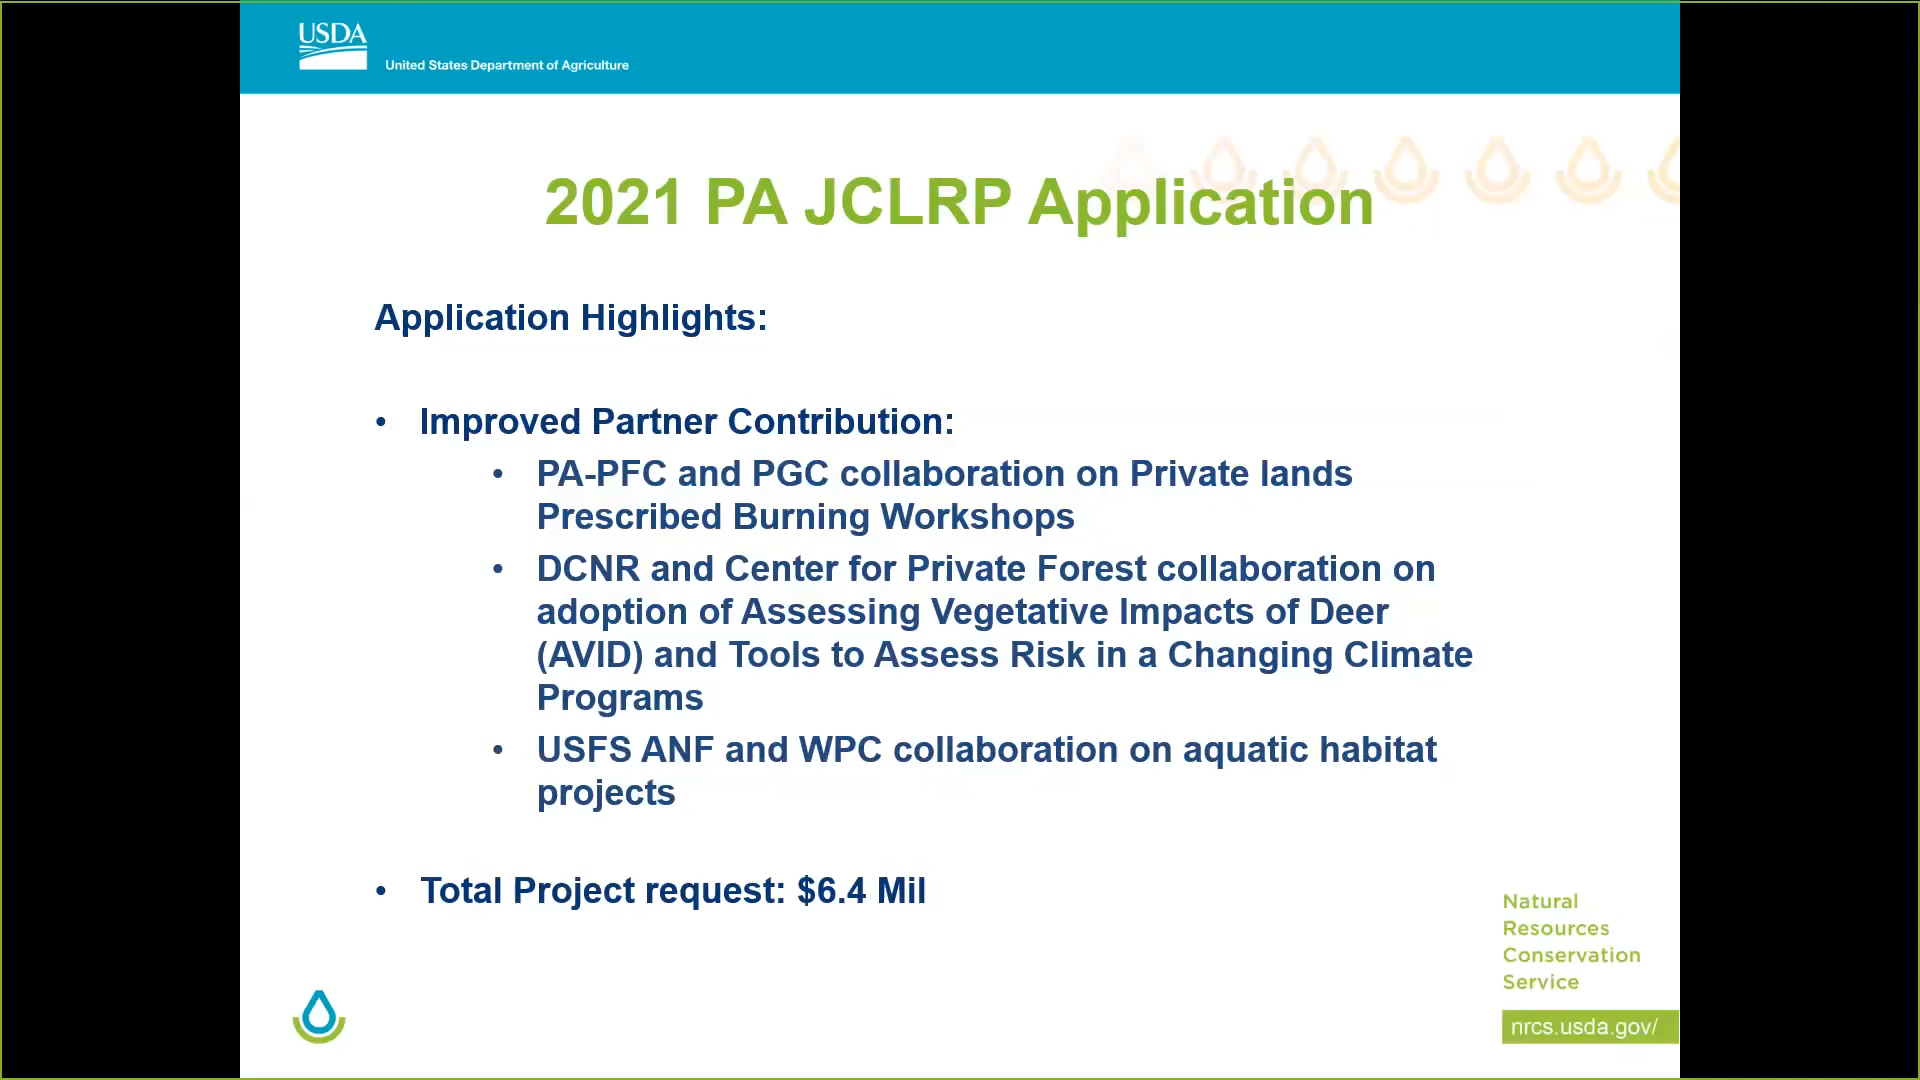 USDA
United States Department of Agriculture
2021 PA JCLRP Application
Application Highlights:
• Improved Partner Contribution:
• PA-PFC and PGC collaboration on Private lands
Prescribed Burning Workshops
• DCNR and Center for Private Forest collaboration on
adoption of Assessing Vegetative Impacts of Deer
(AVID) and Tools to Assess Risk in a Changing Climate
Programs
• USFS ANF and WPC collaboration on aquatic habitat
projects
• Total Project request: $6.4 Mil
Natural
Resources
Conservation
Service
nrcs.usda.gov/